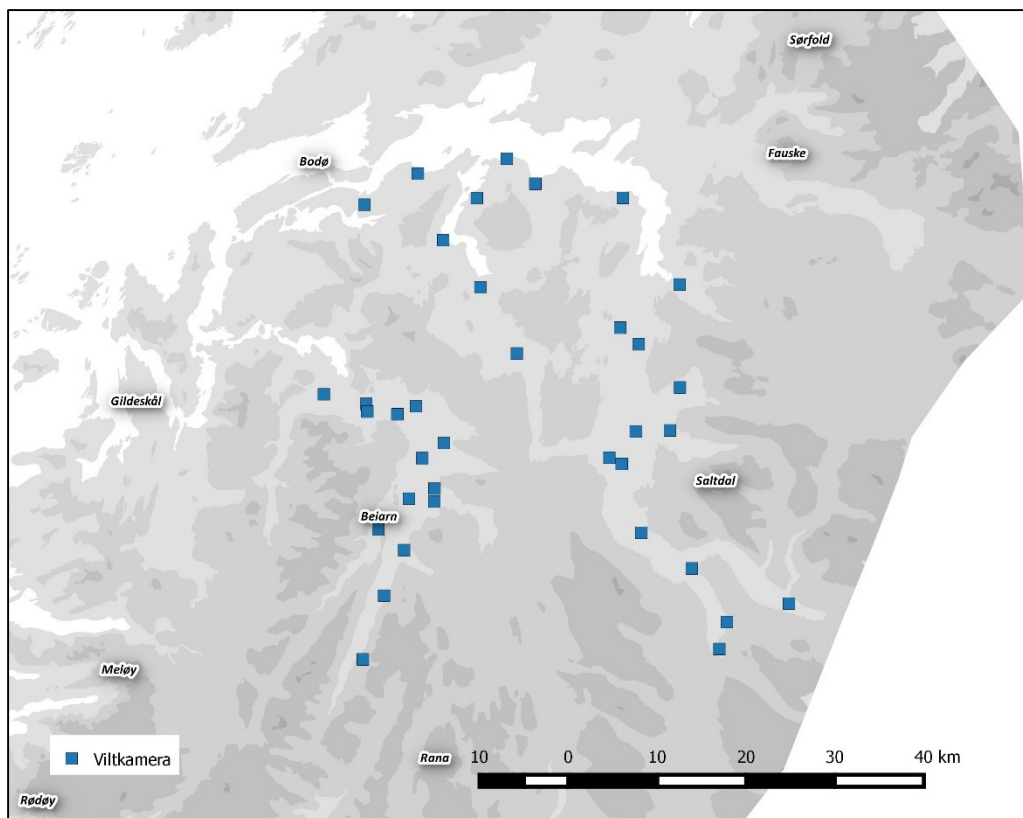 Sørfold
Bodø
Fauske
Gildeskål
Saltdal
Beiarn
Meløy
Viltkamera
Rana
10 0 10 20 30 40 km
Rødøy